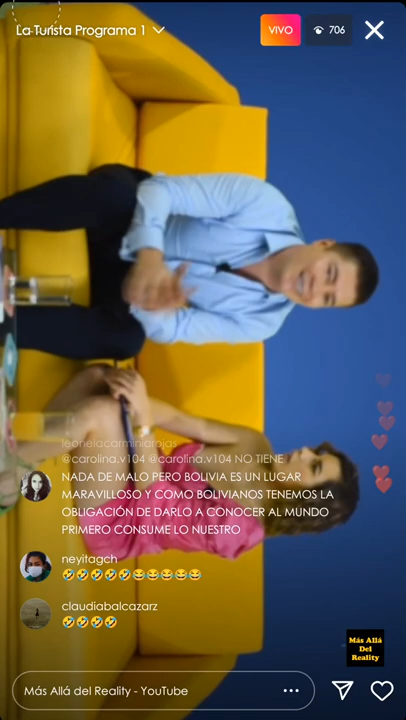 La Turista Programa 1
VIVO
706
leonelacarminiarojas
@carolina.v104 @carolina.v104 NO TIENE
NADA DE MALO PERO BOLIVIA ES UN LUGAR
MARAVILLOSO Y COMO BOLIVIANOS TENEMOS LA
OBLIGACIÓN DE DARLO A CONOCER AL MUNDO
PRIMERO CONSUME LO NUESTRO
neyitagch
🤣🤣🤣🤣🤣😂😂😂😂😂
claudiabalcazarz
🤣🤣🤣🤣
Más Allá
Del
Reality
Más Allá del Reality - YouTube